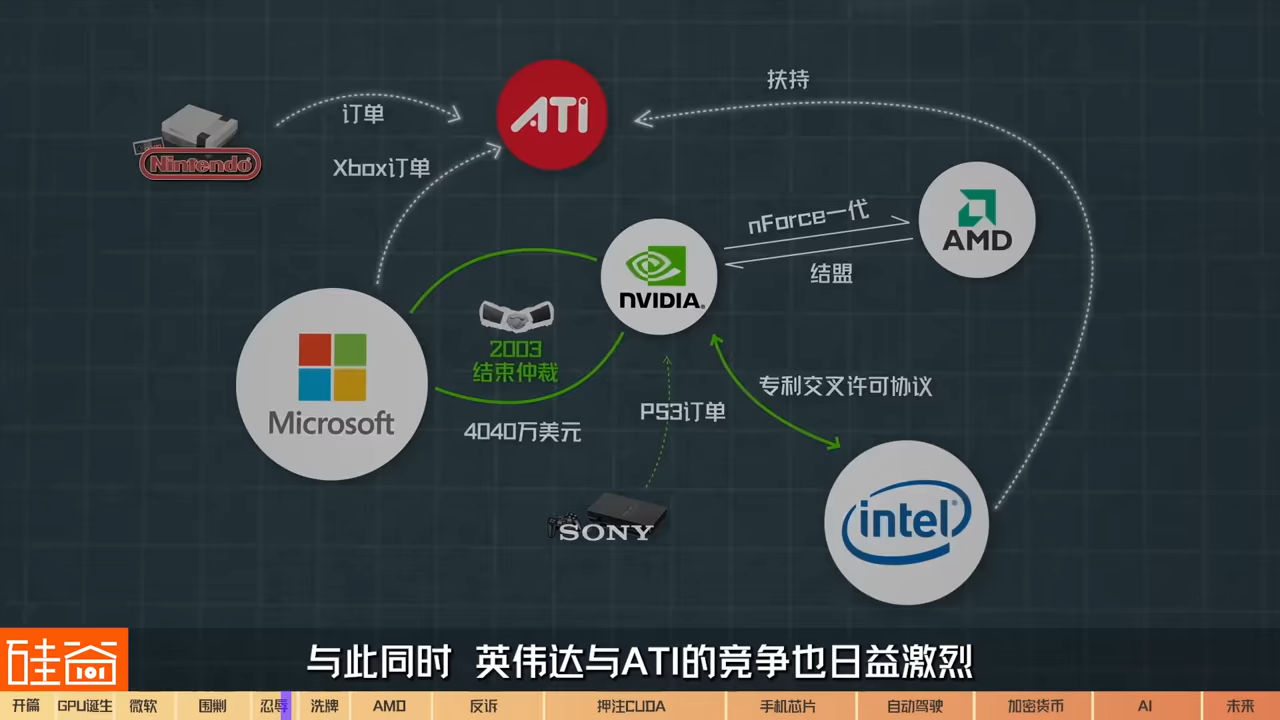 扶持
ATi
订单
Nintendo
Xbox订单
nForce一代
AMD
结盟
nVIDIA.
2003
结束仲裁
4040万美元
Microsoft
PS3订单
专利交叉许可协议
intel
SONY
硅谷
101
与此同时 英伟达与ATI的竞争也日益激烈
开篇 GPU诞生 微软 围剿 忍辱 洗牌 AMD 反诉 押注CUDA 手机芯片 自动驾驶 加密货币 AI 未来